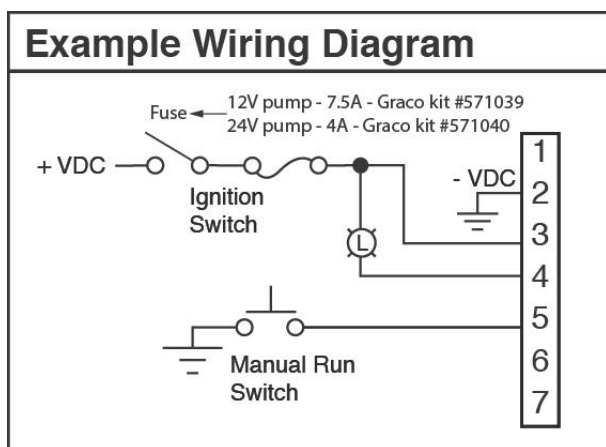 Example Wiring Diagram
12V pump - 7.5A - Graco kit #571039
Fuse
24V pump - 4A - Graco kit #571040
+ VDC
Ignition
Switch
- VDC
L
Manual Run
Switch
1
2
3
4
5
6
7